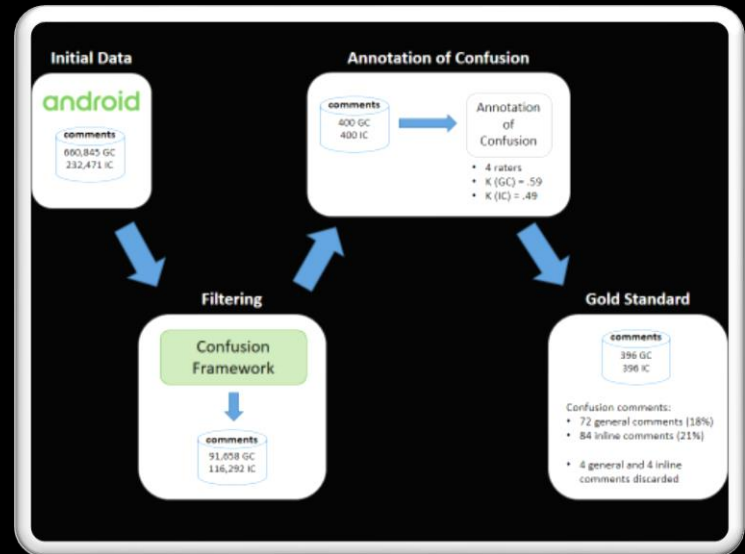 Initial Data
android
comments
660,845 GC
232,471 IC
Filtering
Confusion
Framework
comments
91,658 GC
116,292 IC
Annotation of Confusion
comments
400 GC
400 IC
Annotation
of
Confusion
• 4 raters
• K (GC) = .59
• K (IC) = .49
Gold Standard
comments
396 GC
396 IC
Confusion comments:
• 72 general comments (18%)
• 84 inline comments (21%)
• 4 general and 4 inline
comments discarded